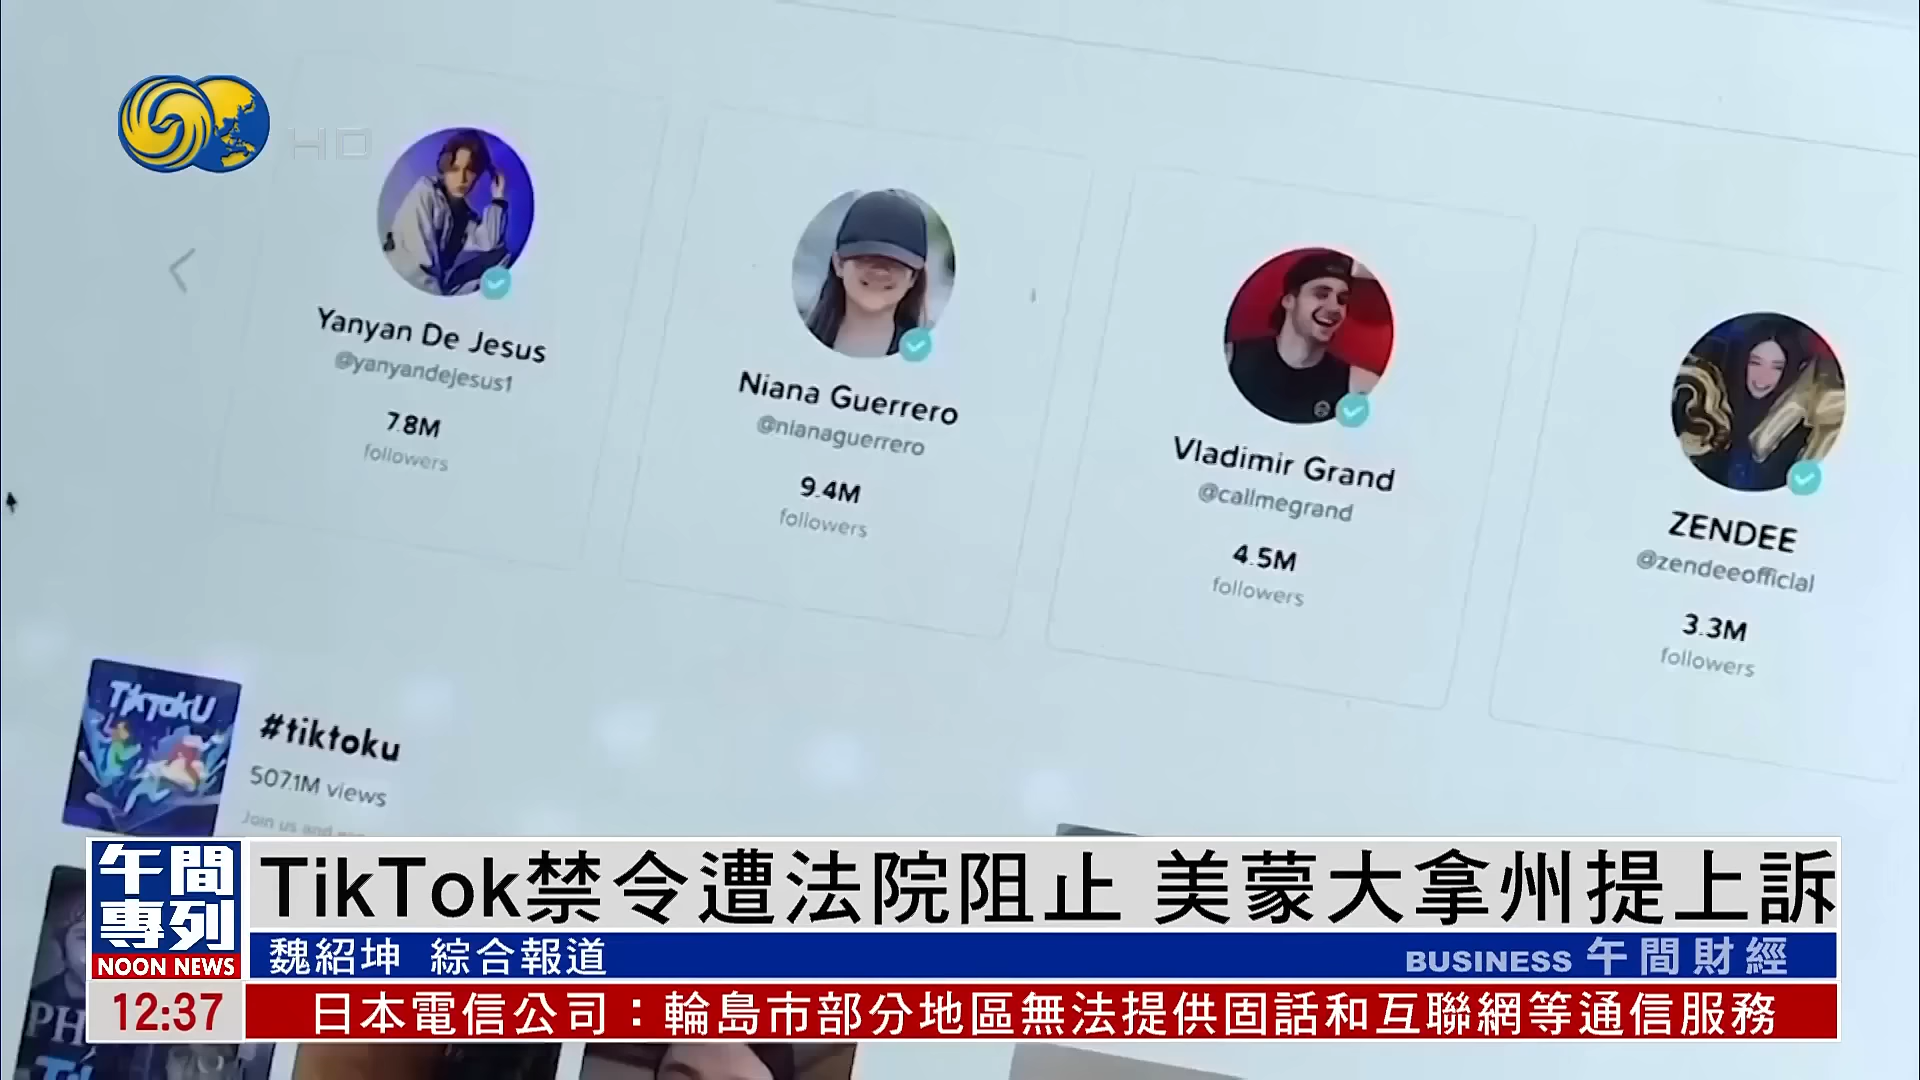 HD
Yanyan De Jesus
@yanyandejesus1
7.8M
followers
Niana Guerrero
@nianaguerrero
9.4M
followers
Vladimir Grand
@callmegrand
4.5M
followers
ZENDEE
@zendeeofficial
3.3M
followers
TikTokU
#tiktoku
507.1M views
Join us and
午間
專列
NOON NEWS
TikTok禁令遭法院阻止 美蒙大拿州提上訴
魏紹坤 綜合報道
BUSINESS 午間財經
12:37
日本電信公司：輪島市部分地區無法提供固話和互聯網等通信服務
PH